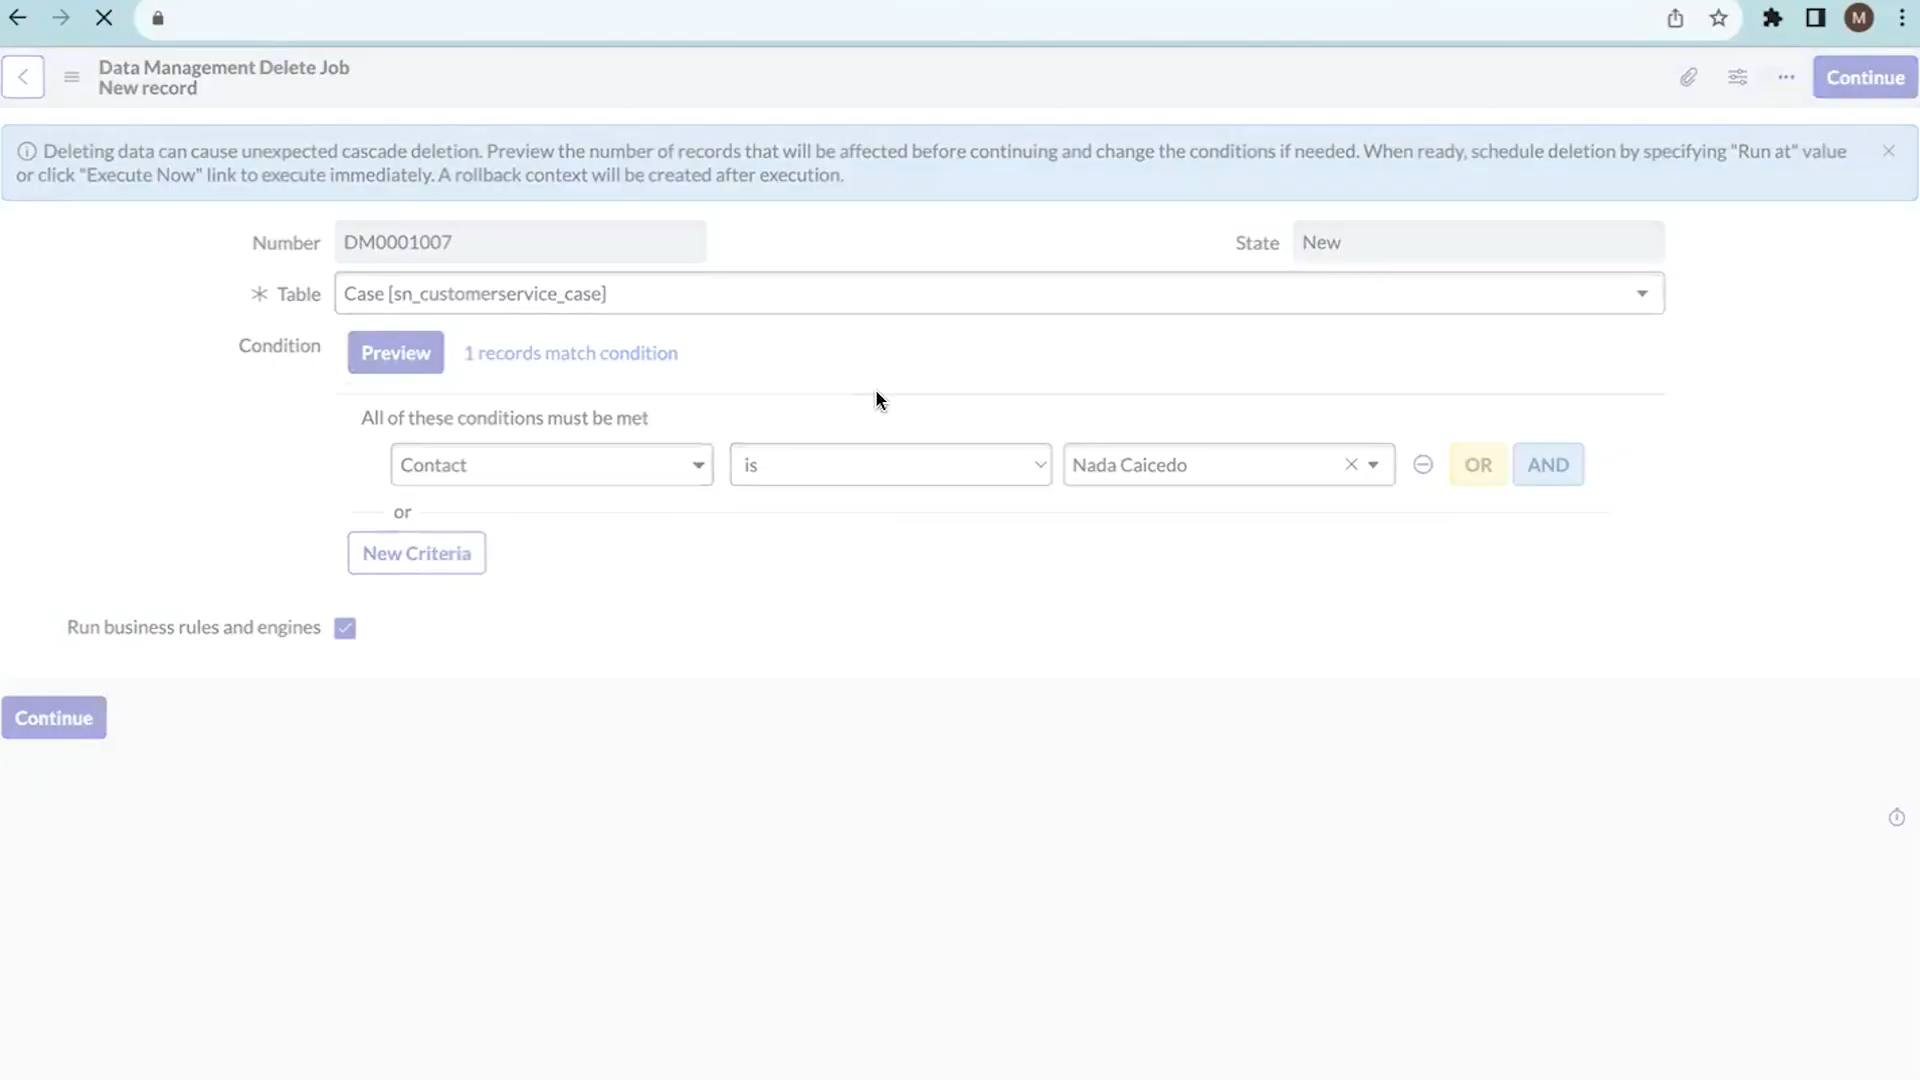 M
Data Management Delete Job
New record
Continue
Deleting data can cause unexpected cascade deletion. Preview the number of records that will be affected before continuing and change the conditions if needed. When ready, schedule deletion by specifying "Run at" value
or click "Execute Now" link to execute immediately. A rollback context will be created after execution.
Number DM0001007 State New
Table Case [sn_customerservice_case]
Condition Preview 1 records match condition
All of these conditions must be met
Contact is Nada Caicedo OR AND
or
New Criteria
Run business rules and engines
Continue